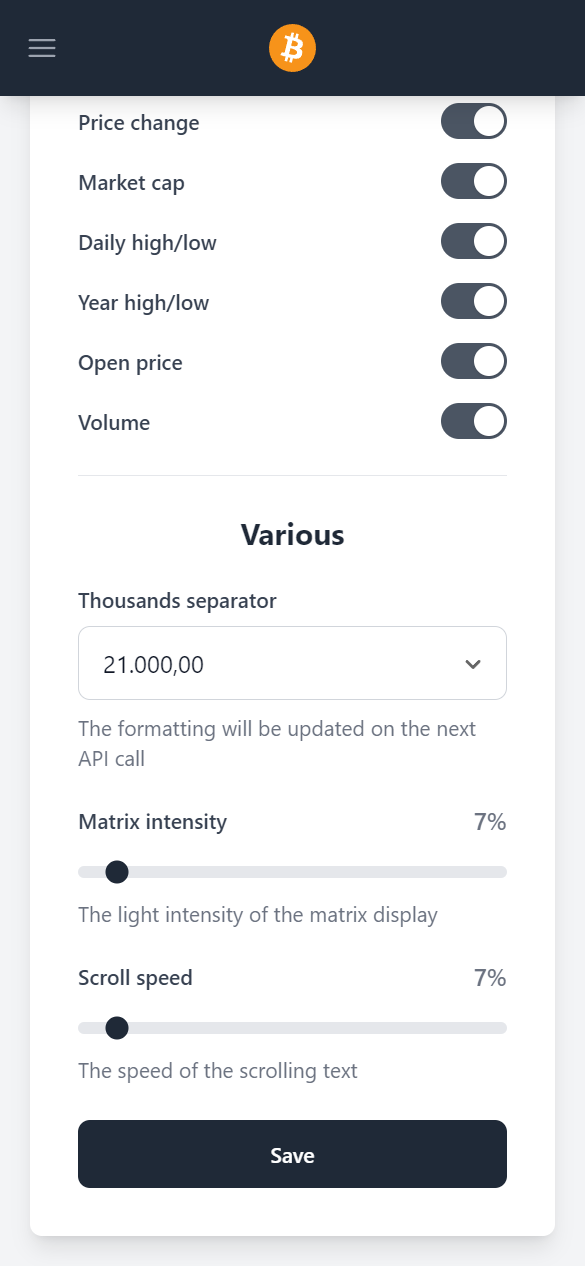 Price change
Market cap
Daily high/low
Year high/low
Open price
Volume
Various
Thousands separator
21.000,00
The formatting will be updated on the next
API call
Matrix intensity 7%
The light intensity of the matrix display
Scroll speed 7%
The speed of the scrolling text
Save